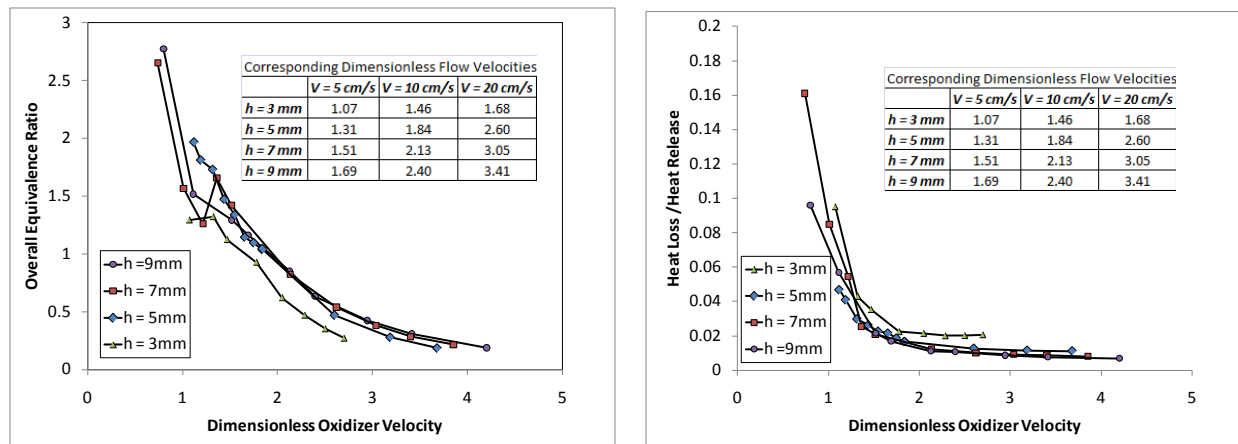 3
2.5
2
1.5
1
0.5
0
Overall Equivalence Ratio
Corresponding Dimensionless Flow Velocities
V = 5 cm/s V = 10 cm/s V = 20 cm/s
h = 3 mm 1.07 1.46 1.68
h = 5 mm 1.31 1.84 2.60
h = 7 mm 1.51 2.13 3.05
h = 9 mm 1.69 2.40 3.41
h =9mm
h = 7mm
h = 5mm
h = 3mm
0 1 2 3 4 5
Dimensionless Oxidizer Velocity
0.2
0.18
0.16
0.14
0.12
0.1
0.08
0.06
0.04
0.02
0
Heat Loss /Heat Release
Corresponding Dimensionless Flow Velocities
V = 5 cm/s V = 10 cm/s V = 20 cm/s
h = 3 mm 1.07 1.46 1.68
h = 5 mm 1.31 1.84 2.60
h = 7 mm 1.51 2.13 3.05
h = 9 mm 1.69 2.40 3.41
h = 3mm
h = 5mm
h = 7mm
h =9mm
0 1 2 3 4 5
Dimensionless Oxidizer Velocity